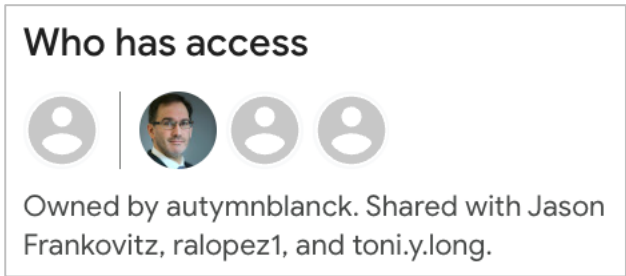 Who has access
Owned by autymnblanck. Shared with Jason
Frankovitz, ralopez1, and toni.y.long.